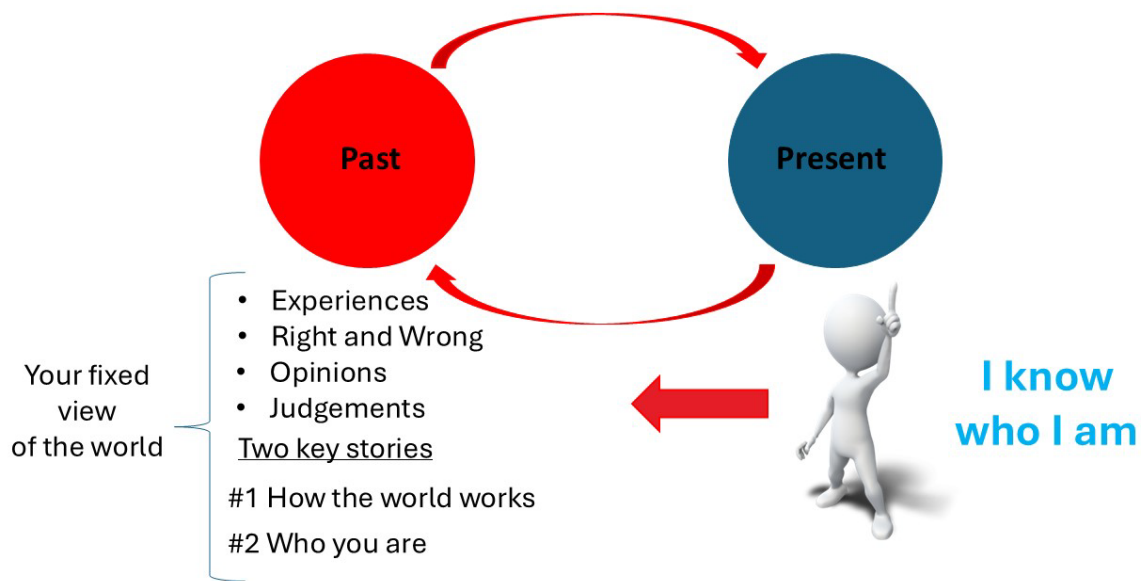 Past
Present
Your fixed
view
of the world
• Experiences
• Right and Wrong
• Opinions
• Judgements
Two key stories
#1 How the world works
#2 Who you are
I know
who I am